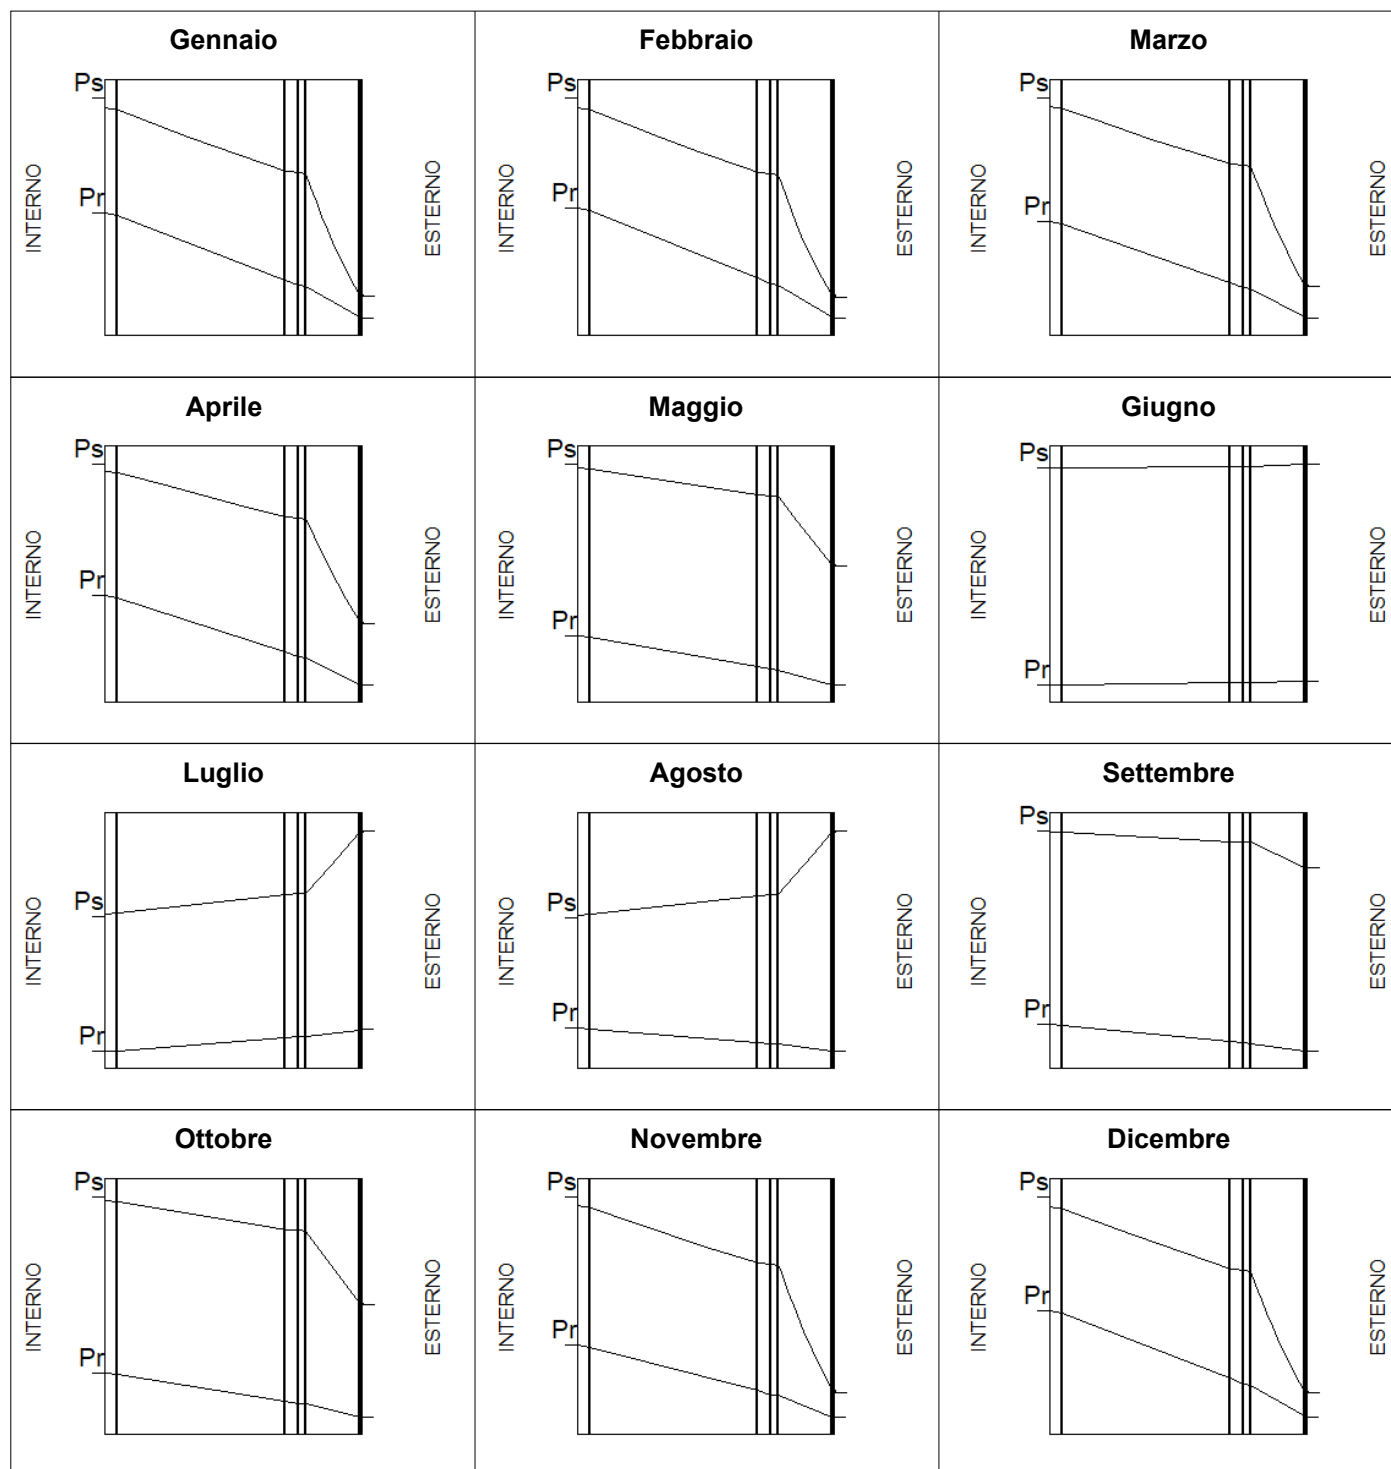 Gennaio
Febbraio
Marzo
Ps
Pr
INTERNO
ESTERNO
Ps
Pr
INTERNO
ESTERNO
Ps
Pr
INTERNO
ESTERNO
Aprile
Maggio
Giugno
Ps
Pr
INTERNO
ESTERNO
Ps
Pr
INTERNO
ESTERNO
Ps
Pr
INTERNO
ESTERNO
Luglio
Agosto
Settembre
Ps
Pr
INTERNO
ESTERNO
Ps
Pr
INTERNO
ESTERNO
Ps
Pr
INTERNO
ESTERNO
Ottobre
Novembre
Dicembre
Ps
Pr
INTERNO
ESTERNO
Ps
Pr
INTERNO
ESTERNO
Ps
Pr
INTERNO
ESTERNO